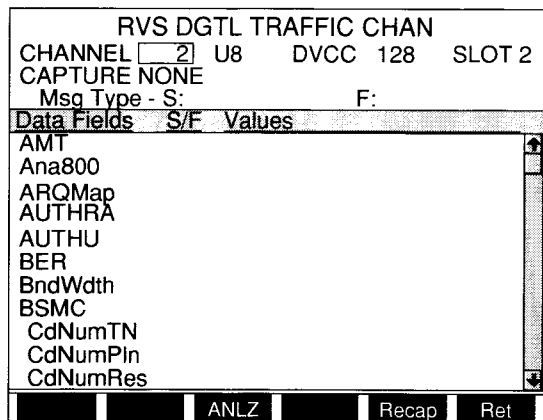 RVS DGTL TRAFFIC CHAN
CHANNEL 2 U8 DVCC 128 SLOT 2
CAPTURE NONE
Msg Type - S: F:
Data Fields S/F Values
AMT
Ana800
ARQMap
AUTHRA
AUTHU
BER
BndWdth
BSMC
CdNumTN
CdNumPln
CdNumRes
ANLZ Recap Ret